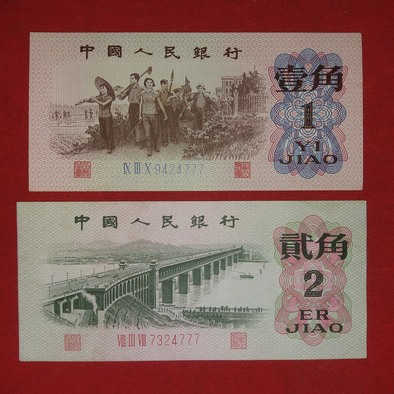 中國人民銀行
壹角
1
YI
JIAO
Ⅸ Ⅲ Ⅹ 9424777
中國人民銀行
貳角
2
ER
JIAO
Ⅷ Ⅲ Ⅷ 7324777